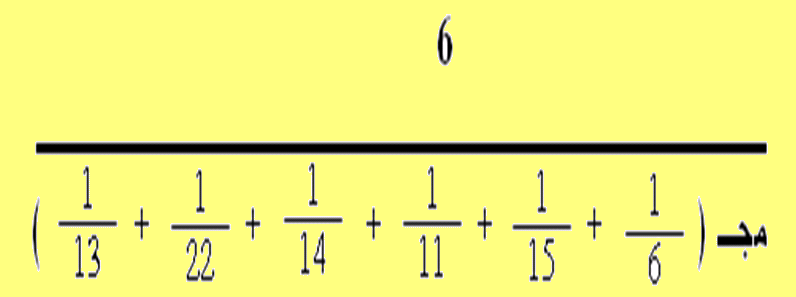 6
مجـ ( 1/6 + 1/15 + 1/11 + 1/14 + 1/22 + 1/13 )